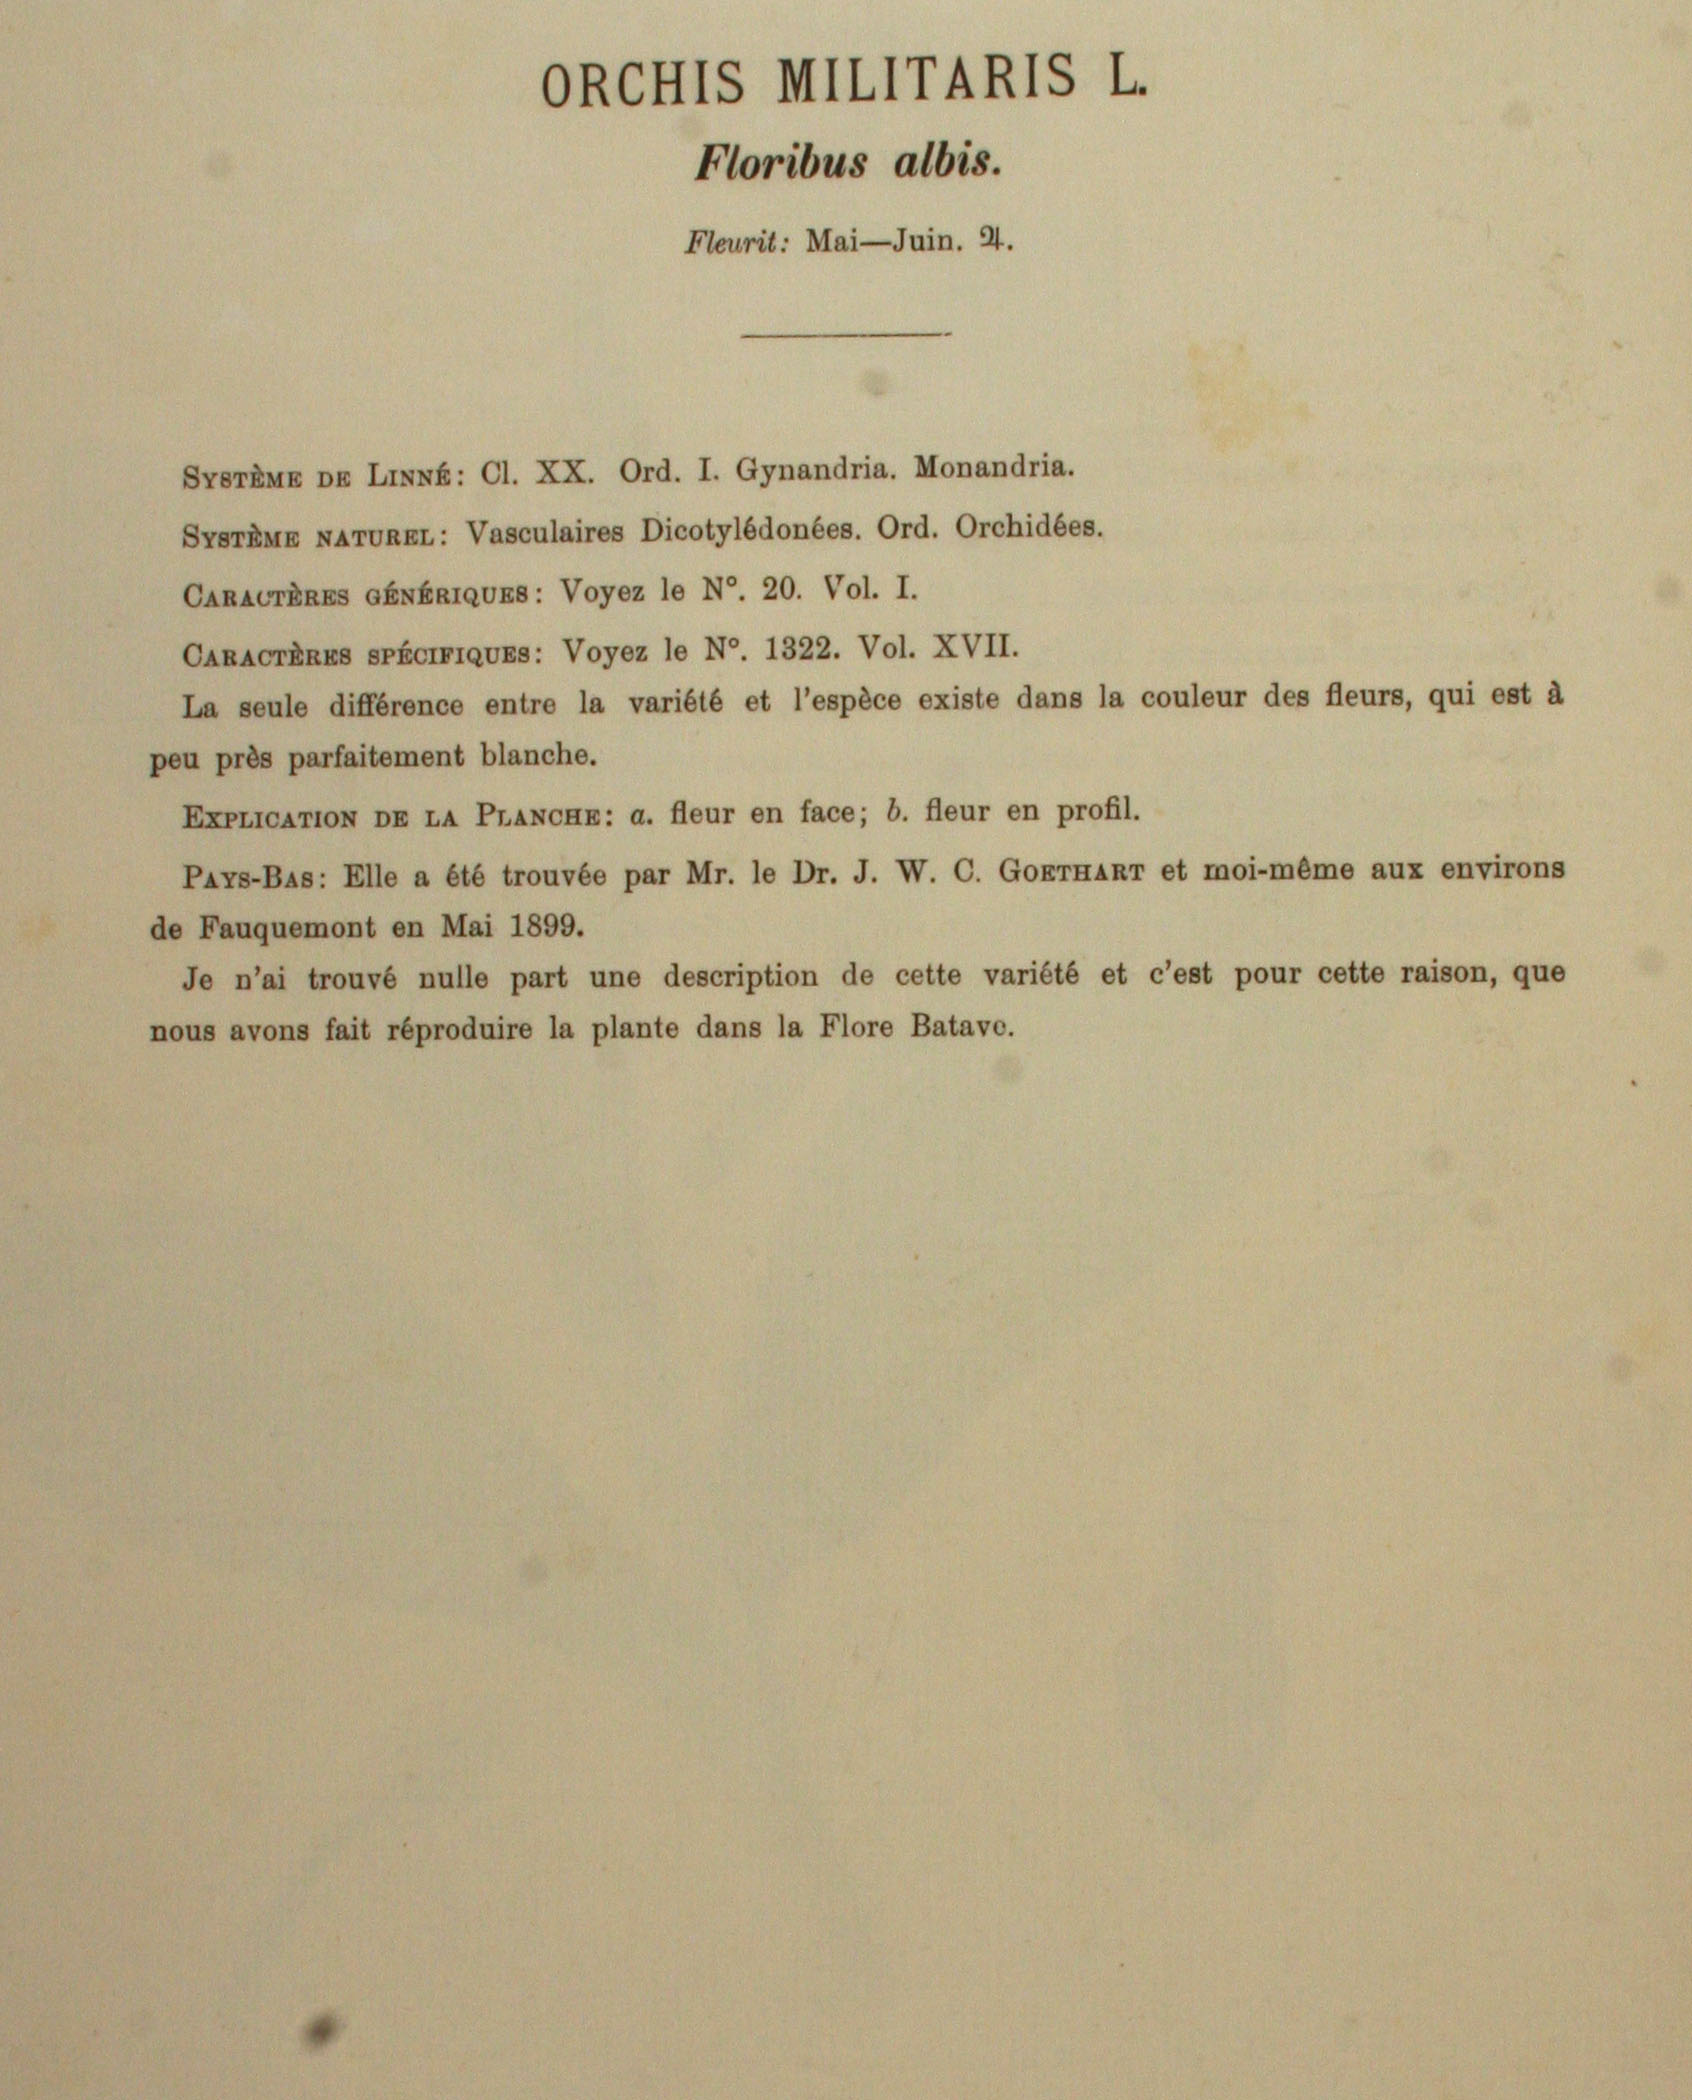 ORCHIS MILITARIS L.
Floribus albis.
Fleurit: Mai—Juin. ♃.
Système de Linné: Cl. XX. Ord. I. Gynandria. Monandria.
Système naturel: Vasculaires Dicotylédonées. Ord. Orchidées.
Caractères génériques: Voyez le N°. 20. Vol. I.
Caractères spécifiques: Voyez le N°. 1322. Vol. XVII.
La seule différence entre la variété et l'espèce existe dans la couleur des fleurs, qui est à
peu près parfaitement blanche.
Explication de la Planche: a. fleur en face; b. fleur en profil.
Pays-Bas: Elle a été trouvée par Mr. le Dr. J. W. C. Goethart et moi-même aux environs
de Fauquemont en Mai 1899.
Je n'ai trouvé nulle part une description de cette variété et c'est pour cette raison, que
nous avons fait réproduire la plante dans la Flore Batave.